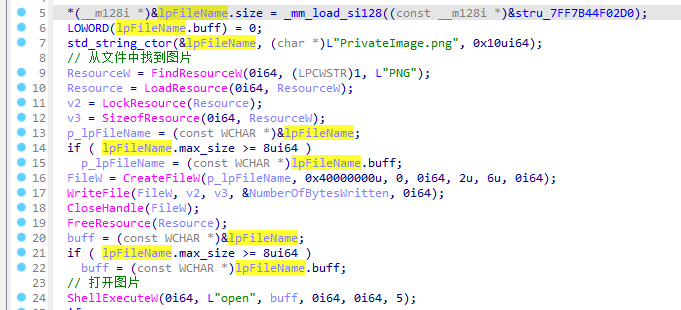 5 *(__m128i *)&lpFileName.size = _mm_load_si128((const __m128i *)&stru_7FF7B44F02D0);
6 LOWORD(lpFileName.buff) = 0;
7 std_string_ctor(&lpFileName, (char *)L"PrivateImage.png", 0x10ui64);
8 // 从文件中找到图片
9 ResourceW = FindResourceW(0i64, (LPCWSTR)1, L"PNG");
10 Resource = LoadResource(0i64, ResourceW);
11 v2 = LockResource(Resource);
12 v3 = SizeofResource(0i64, ResourceW);
13 p_lpFileName = (const WCHAR *)&lpFileName;
14 if ( lpFileName.max_size >= 8ui64 )
15 p_lpFileName = (const WCHAR *)lpFileName.buff;
16 FileW = CreateFileW(p_lpFileName, 0x40000000u, 0, 0i64, 2u, 6u, 0i64);
17 WriteFile(FileW, v2, v3, &NumberOfBytesWritten, 0i64);
18 CloseHandle(FileW);
19 FreeResource(Resource);
20 buff = (const WCHAR *)&lpFileName;
21 if ( lpFileName.max_size >= 8ui64 )
22 buff = (const WCHAR *)lpFileName.buff;
23 // 打开图片
24 ShellExecuteW(0i64, L"open", buff, 0i64, 0i64, 5);